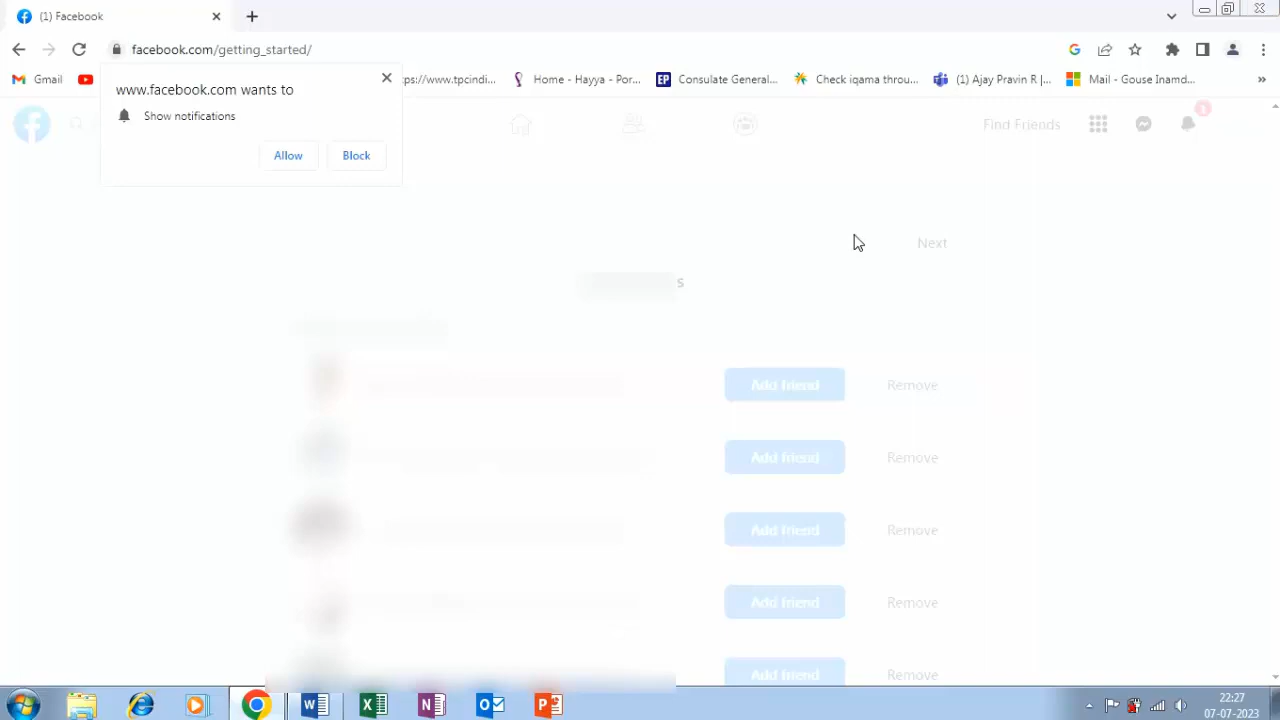 (1) Facebook
facebook.com/getting_started/
Gmail
ps://www.tpcindi...
Home - Hayya - Por...
EP Consulate General...
Check iqama throu...
(1) Ajay Pravin R |...
Mail - Gouse Inamd...
»
www.facebook.com wants to
Show notifications
Allow Block
Find Friends
Next
s
Add friend Remove
Add friend Remove
Add friend Remove
Add friend Remove
Add friend Remove
22:27
07-07-2023